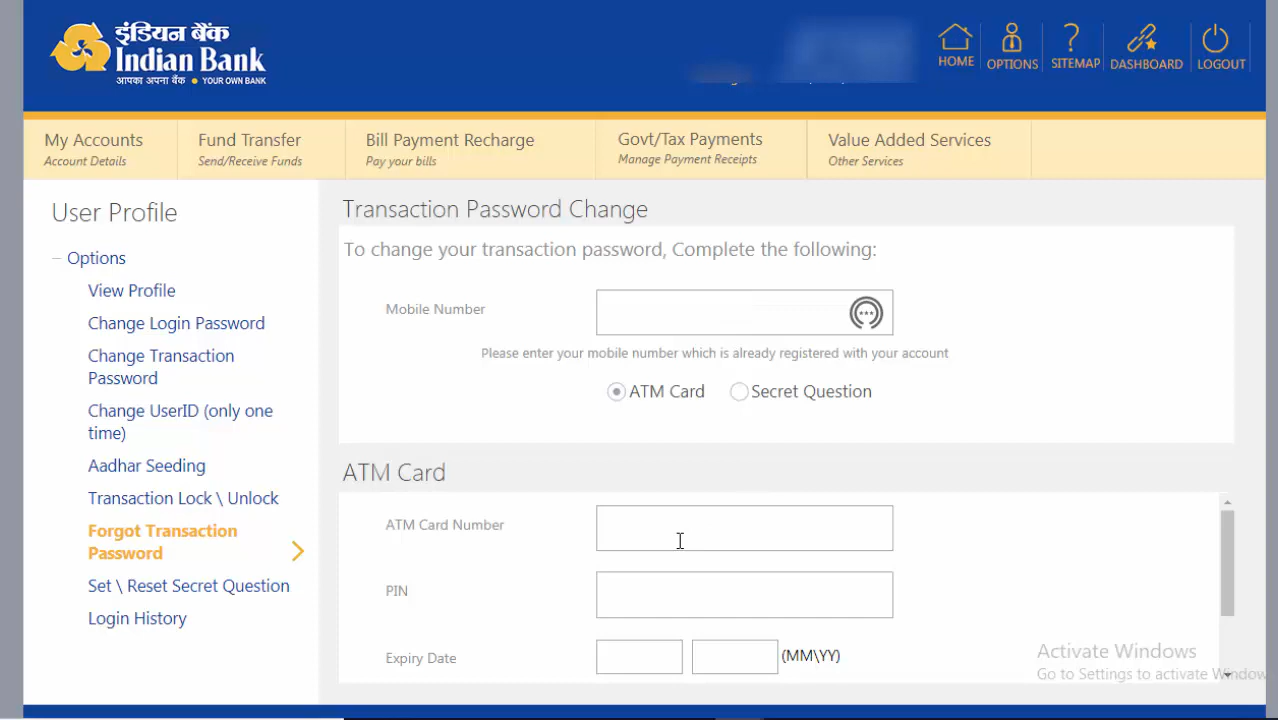 इंडियन बैंक
Indian Bank
आपका अपना बैंक • YOUR OWN BANK
HOME
OPTIONS
SITEMAP
DASHBOARD
LOGOUT
My Accounts
Account Details
Fund Transfer
Send/Receive Funds
Bill Payment Recharge
Pay your bills
Govt/Tax Payments
Manage Payment Receipts
Value Added Services
Other Services
User Profile
Options
View Profile
Change Login Password
Change Transaction
Password
Change UserID (only one
time)
Aadhar Seeding
Transaction Lock \ Unlock
Forgot Transaction
Password
Set \ Reset Secret Question
Login History
Transaction Password Change
To change your transaction password, Complete the following:
Mobile Number
Please enter your mobile number which is already registered with your account
ATM Card Secret Question
ATM Card
ATM Card Number
PIN
Expiry Date (MM\YY)
Activate Windows
Go to Settings to activate Window